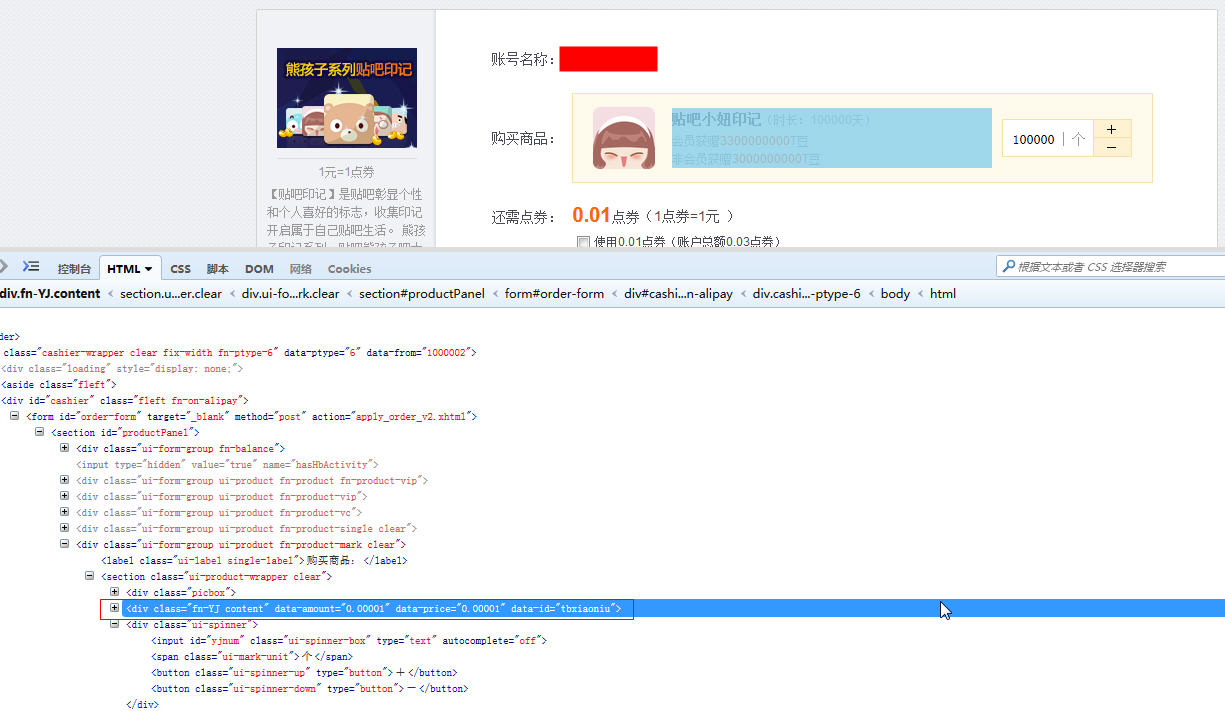 熊孩子系列贴吧印记
1元=1点券
【贴吧印记】是贴吧彰显个性
和个人喜好的标志，收集印记
开启属于自己贴吧生活。 熊孩
账号名称：
购买商品：
贴吧小妞印记（时长：100000天）
会员获赠3300000000T豆
非会员获赠3000000000T豆
100000 个 + −
还需点券： 0.01点券（1点券=1元 ）
使用0.01点券（账户总额0.03点券）
控制台 HTML CSS 脚本 DOM 网络 Cookies
根据文本或者 CSS 选择器搜索
div.fn-YJ.content < section.u...er.clear < div.ui-fo...rk.clear < section#productPanel < form#order-form < div#cashi...n-alipay < div.cashi...-ptype-6 < body < html
der>
class="cashier-wrapper clear fix-width fn-ptype-6" data-ptype="6" data-from="1000002">
<div class="loading" style="display: none;">
<aside class="fleft">
<div id="cashier" class="fleft fn-on-alipay">
<form id="order-form" target="_blank" method="post" action="apply_order_v2.xhtml">
<section id="productPanel">
<div class="ui-form-group fn-balance">
<input type="hidden" value="true" name="hasHbActivity">
<div class="ui-form-group ui-product fn-product fn-product-vip">
<div class="ui-form-group ui-product fn-product-vip">
<div class="ui-form-group ui-product fn-product-vc">
<div class="ui-form-group ui-product fn-product-single clear">
<div class="ui-form-group ui-product fn-product-mark clear">
<label class="ui-label single-label">购买商品：</label>
<section class="ui-product-wrapper clear">
<div class="picbox">
<div class="fn-YJ content" data-amount="0.00001" data-price="0.00001" data-id="tbxiaoniu">
<div class="ui-spinner">
<input id="yjnum" class="ui-spinner-box" type="text" autocomplete="off">
<span class="ui-mark-unit">个</span>
<button class="ui-spinner-up" type="button">＋</button>
<button class="ui-spinner-down" type="button">－</button>
</div>